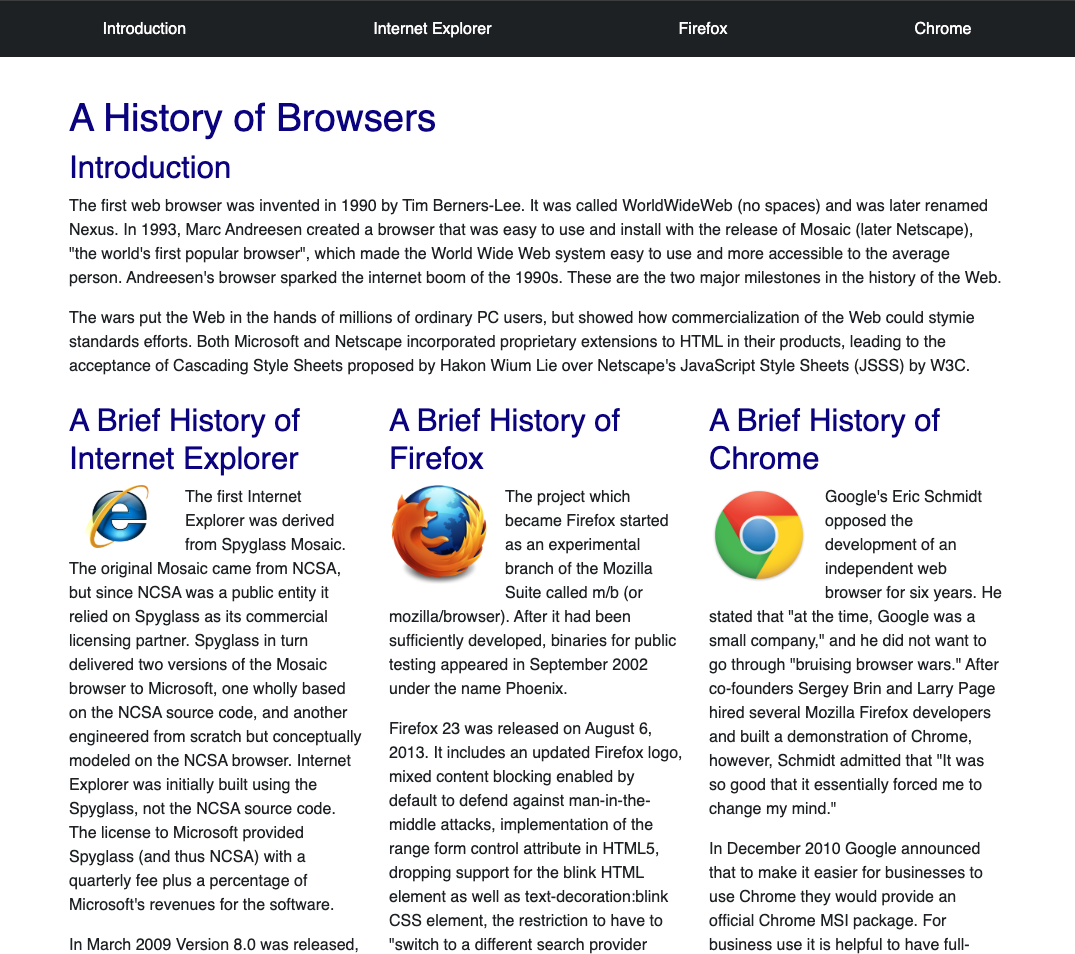 Introduction
Internet Explorer
Firefox
Chrome
A History of Browsers
Introduction
The first web browser was invented in 1990 by Tim Berners-Lee. It was called WorldWideWeb (no spaces) and was later renamed
Nexus. In 1993, Marc Andreesen created a browser that was easy to use and install with the release of Mosaic (later Netscape),
"the world's first popular browser", which made the World Wide Web system easy to use and more accessible to the average
person. Andreesen's browser sparked the internet boom of the 1990s. These are the two major milestones in the history of the Web.
The wars put the Web in the hands of millions of ordinary PC users, but showed how commercialization of the Web could stymie
standards efforts. Both Microsoft and Netscape incorporated proprietary extensions to HTML in their products, leading to the
acceptance of Cascading Style Sheets proposed by Hakon Wium Lie over Netscape's JavaScript Style Sheets (JSSS) by W3C.
A Brief History of
Internet Explorer
The first Internet
Explorer was derived
from Spyglass Mosaic.
The original Mosaic came from NCSA,
but since NCSA was a public entity it
relied on Spyglass as its commercial
licensing partner. Spyglass in turn
delivered two versions of the Mosaic
browser to Microsoft, one wholly based
on the NCSA source code, and another
engineered from scratch but conceptually
modeled on the NCSA browser. Internet
Explorer was initially built using the
Spyglass, not the NCSA source code.
The license to Microsoft provided
Spyglass (and thus NCSA) with a
quarterly fee plus a percentage of
Microsoft's revenues for the software.
In March 2009 Version 8.0 was released,
A Brief History of
Firefox
The project which
became Firefox started
as an experimental
branch of the Mozilla
Suite called m/b (or
mozilla/browser). After it had been
sufficiently developed, binaries for public
testing appeared in September 2002
under the name Phoenix.
Firefox 23 was released on August 6,
2013. It includes an updated Firefox logo,
mixed content blocking enabled by
default to defend against man-in-the-
middle attacks, implementation of the
range form control attribute in HTML5,
dropping support for the blink HTML
element as well as text-decoration:blink
CSS element, the restriction to have to
"switch to a different search provider
A Brief History of
Chrome
Google's Eric Schmidt
opposed the
development of an
independent web
browser for six years. He
stated that "at the time, Google was a
small company," and he did not want to
go through "bruising browser wars." After
co-founders Sergey Brin and Larry Page
hired several Mozilla Firefox developers
and built a demonstration of Chrome,
however, Schmidt admitted that "It was
so good that it essentially forced me to
change my mind."
In December 2010 Google announced
that to make it easier for businesses to
use Chrome they would provide an
official Chrome MSI package. For
business use it is helpful to have full-